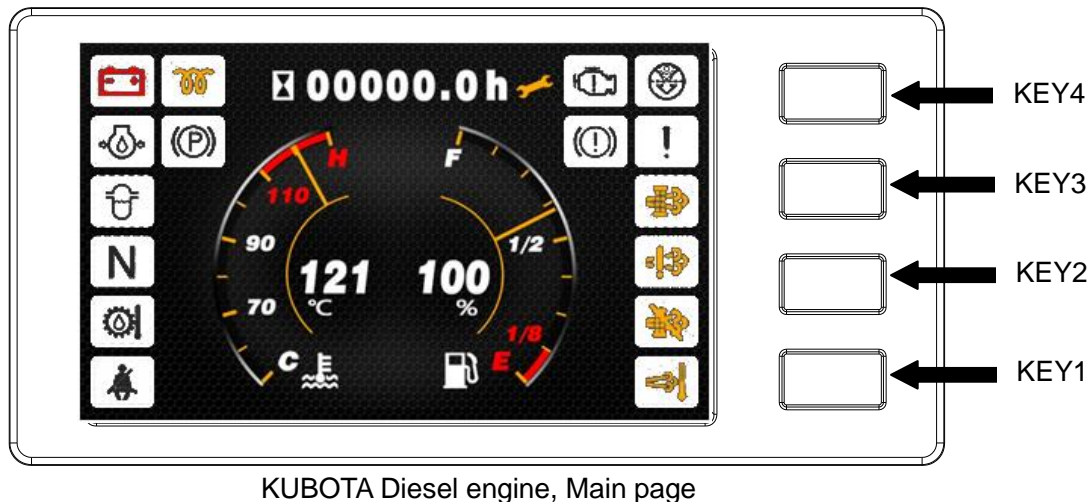 00000.0h
KEY4
(P)
(!)
!
H
F
110
KEY3
90
1/2
N
121
100
KEY2
°C
%
70
1/8
C
E
KEY1
KUBOTA Diesel engine, Main page